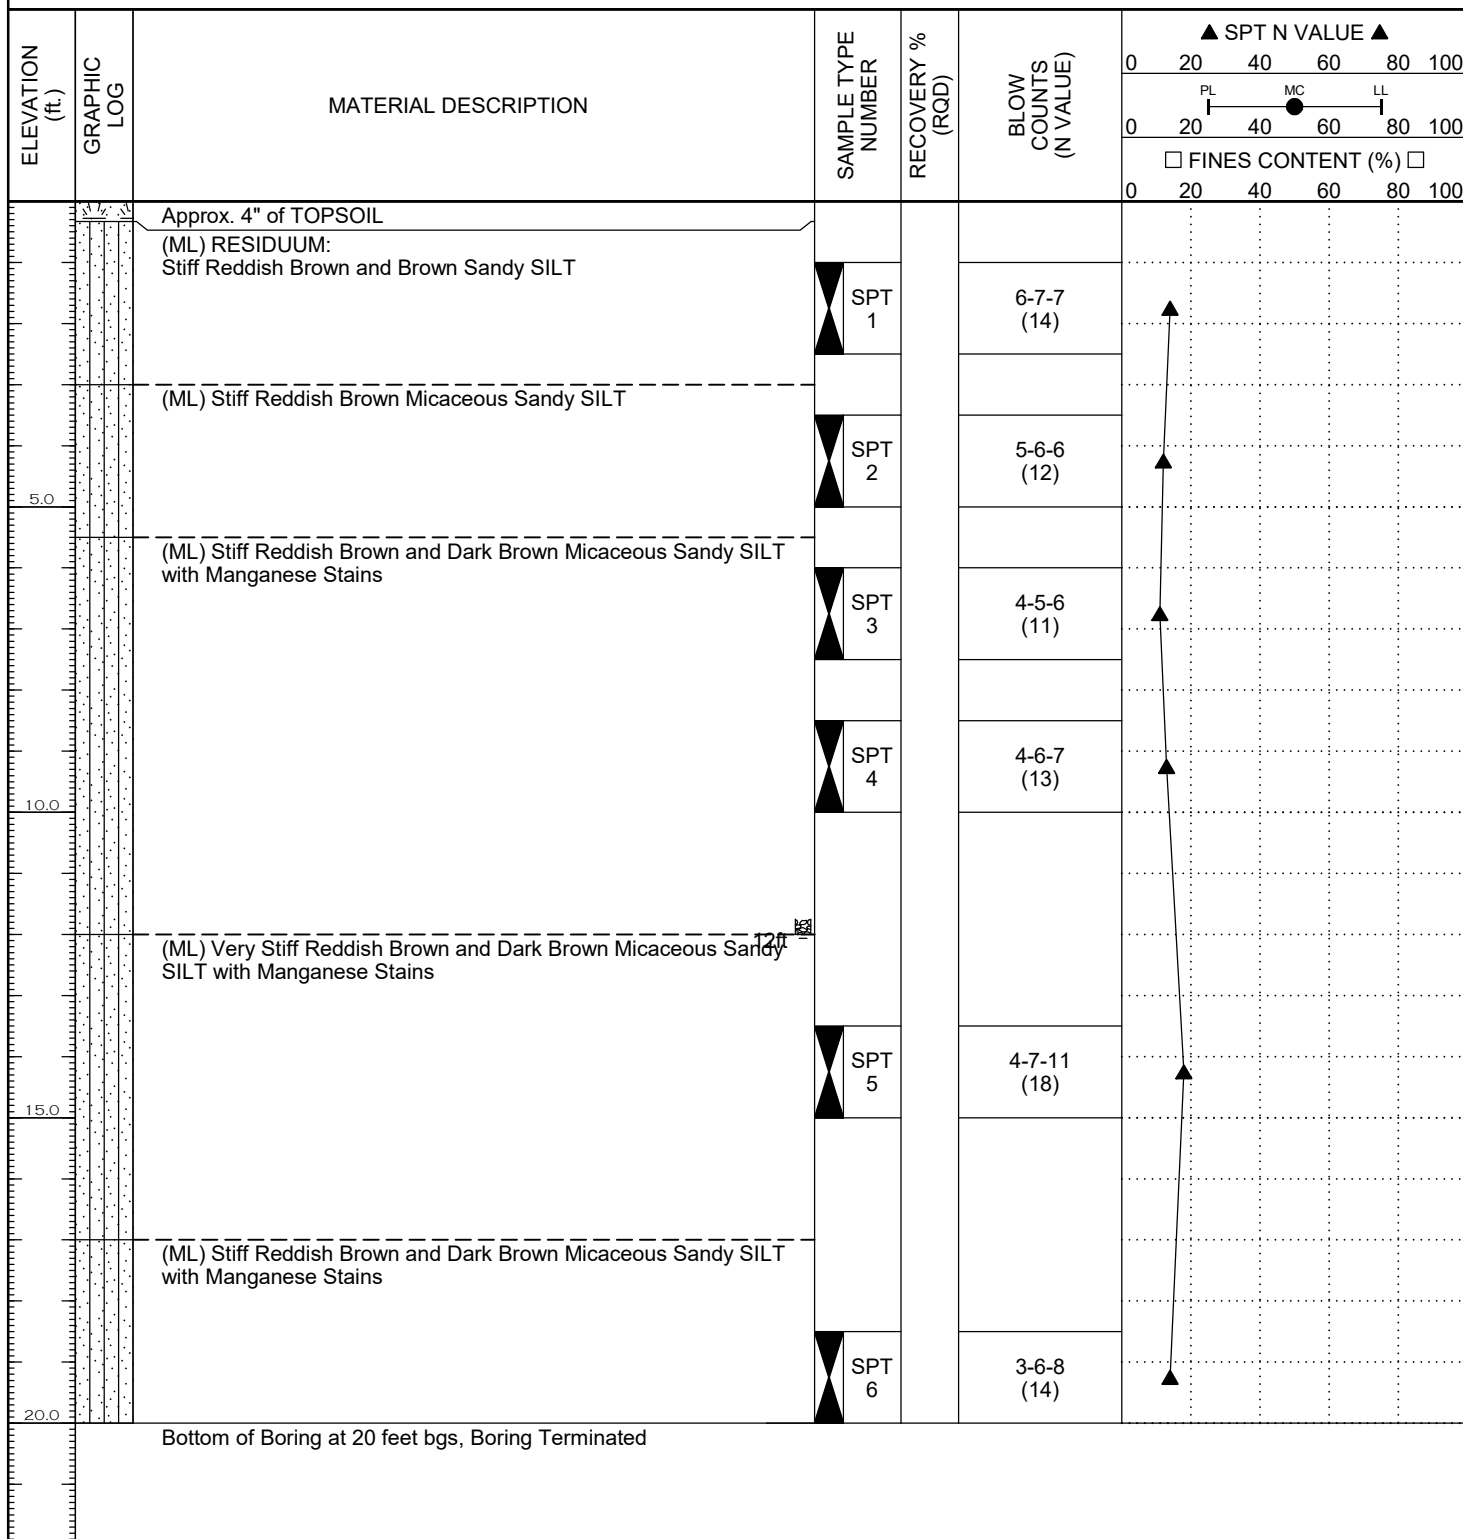 ELEVATION
(ft.)
GRAPHIC
LOG
MATERIAL DESCRIPTION
SAMPLE TYPE
NUMBER
RECOVERY %
(RQD)
BLOW
COUNTS
(N VALUE)
▲ SPT N VALUE ▲
0 20 40 60 80 100
PL MC LL
0 20 40 60 80 100
□ FINES CONTENT (%) □
0 20 40 60 80 100
Approx. 4" of TOPSOIL
(ML) RESIDUUM:
Stiff Reddish Brown and Brown Sandy SILT
SPT
1
6-7-7
(14)
(ML) Stiff Reddish Brown Micaceous Sandy SILT
SPT
2
5-6-6
(12)
5.0
(ML) Stiff Reddish Brown and Dark Brown Micaceous Sandy SILT
with Manganese Stains
SPT
3
4-5-6
(11)
SPT
4
4-6-7
(13)
10.0
12ft
(ML) Very Stiff Reddish Brown and Dark Brown Micaceous Sandy
SILT with Manganese Stains
SPT
5
4-7-11
(18)
15.0
(ML) Stiff Reddish Brown and Dark Brown Micaceous Sandy SILT
with Manganese Stains
SPT
6
3-6-8
(14)
20.0
Bottom of Boring at 20 feet bgs, Boring Terminated